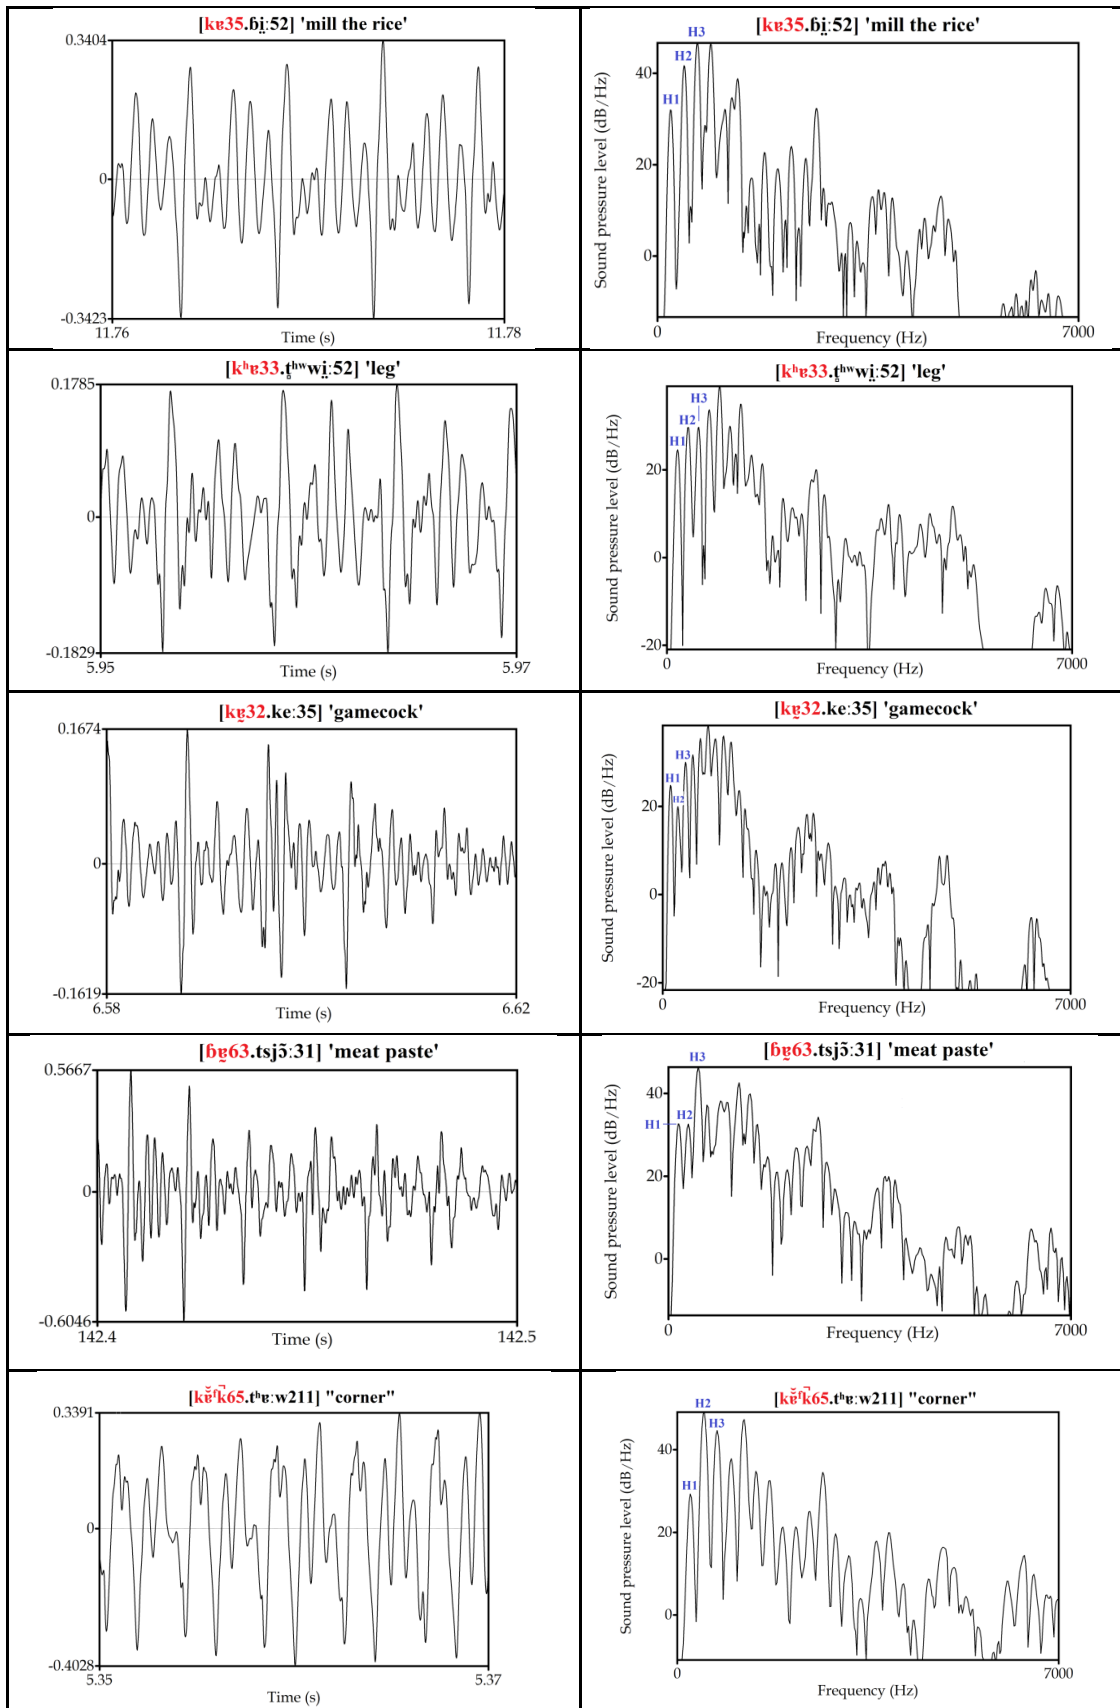 [kɐ35.ɓi̤ː52] 'mill the rice'
0.3404
0
-0.3423
11.76
11.78
Time (s)
[kɐ35.ɓi̤ː52] 'mill the rice'
H3
H2
H1
40
20
0
Sound pressure level (dB/Hz)
0
7000
Frequency (Hz)
[kʰɐ33.t̥ʰʷwi̤ː52] 'leg'
0.1785
0
-0.1829
5.95
5.97
Time (s)
[kʰɐ33.t̥ʰʷwi̤ː52] 'leg'
H3
H2
H1
20
0
-20
Sound pressure level (dB/Hz)
0
7000
Frequency (Hz)
[kɐ̰32.keː35] 'gamecock'
0.1674
0
-0.1619
6.58
6.62
Time (s)
[kɐ̰32.keː35] 'gamecock'
H3
H1
H2
20
0
-20
Sound pressure level (dB/Hz)
0
7000
Frequency (Hz)
[ɓɐ̰63.tsjɔ̃ː31] 'meat paste'
0.5667
0
-0.6046
142.4
142.5
Time (s)
[ɓɐ̰63.tsjɔ̃ː31] 'meat paste'
H3
H2
H1
40
20
0
Sound pressure level (dB/Hz)
0
7000
Frequency (Hz)
0.3391
0
-0.4028
5.35
5.37
Time (s)
H2
H3
H1
40
20
0
Sound pressure level (dB/Hz)
0
7000
Frequency (Hz)